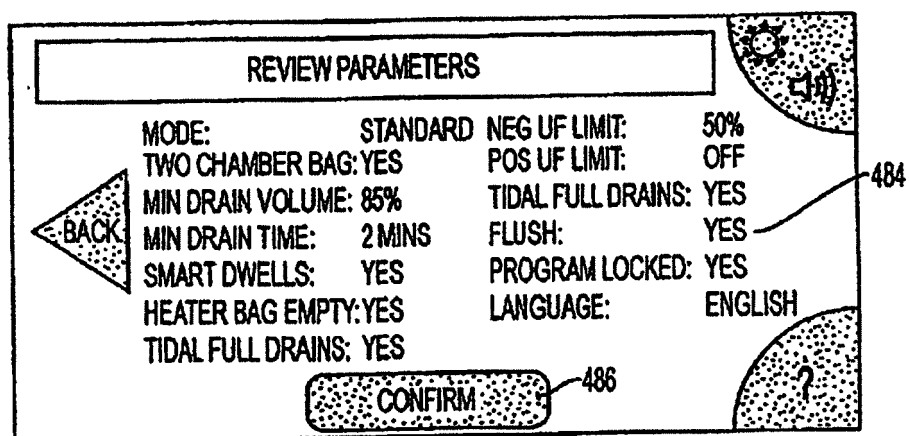 REVIEW PARAMETERS
MODE: STANDARD NEG UF LIMIT: 50%
TWO CHAMBER BAG: YES POS UF LIMIT: OFF
MIN DRAIN VOLUME: 85% TIDAL FULL DRAINS: YES
484
BACK
MIN DRAIN TIME: 2 MINS FLUSH: YES
SMART DWELLS: YES PROGRAM LOCKED: YES
HEATER BAG EMPTY: YES LANGUAGE: ENGLISH
TIDAL FULL DRAINS: YES
CONFIRM
486
?